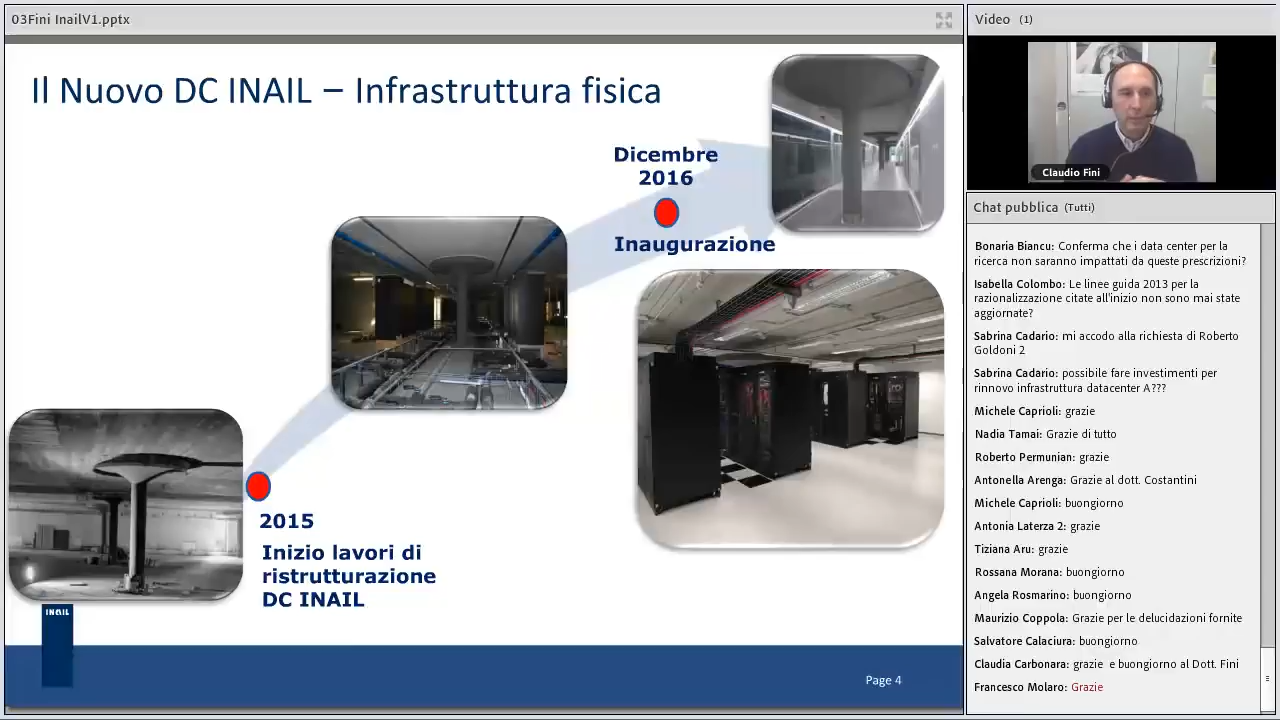 03Fini InailV1.pptx
Il Nuovo DC INAIL – Infrastruttura fisica
Dicembre
2016
Inaugurazione
2015
Inizio lavori di
ristrutturazione
DC INAIL
INAIL
Page 4
Video (1)
Claudio Fini
Chat pubblica (Tutti)
Bonaria Biancu: Conferma che i data center per la
ricerca non saranno impattati da queste prescrizioni?
Isabella Colombo: Le linee guida 2013 per la
razionalizzazione citate all'inizio non sono mai state
aggiornate?
Sabrina Cadario: mi accodo alla richiesta di Roberto
Goldoni 2
Sabrina Cadario: possibile fare investimenti per
rinnovo infrastruttura datacenter A???
Michele Caprioli: grazie
Nadia Tamai: Grazie di tutto
Roberto Permunian: grazie
Antonella Arenga: Grazie al dott. Costantini
Michele Caprioli: buongiorno
Antonia Laterza 2: grazie
Tiziana Aru: grazie
Rossana Morana: buongiorno
Angela Rosmarino: buongiorno
Maurizio Coppola: Grazie per le delucidazioni fornite
Salvatore Calaciura: buongiorno
Claudia Carbonara: grazie e buongiorno al Dott. Fini
Francesco Molaro: Grazie